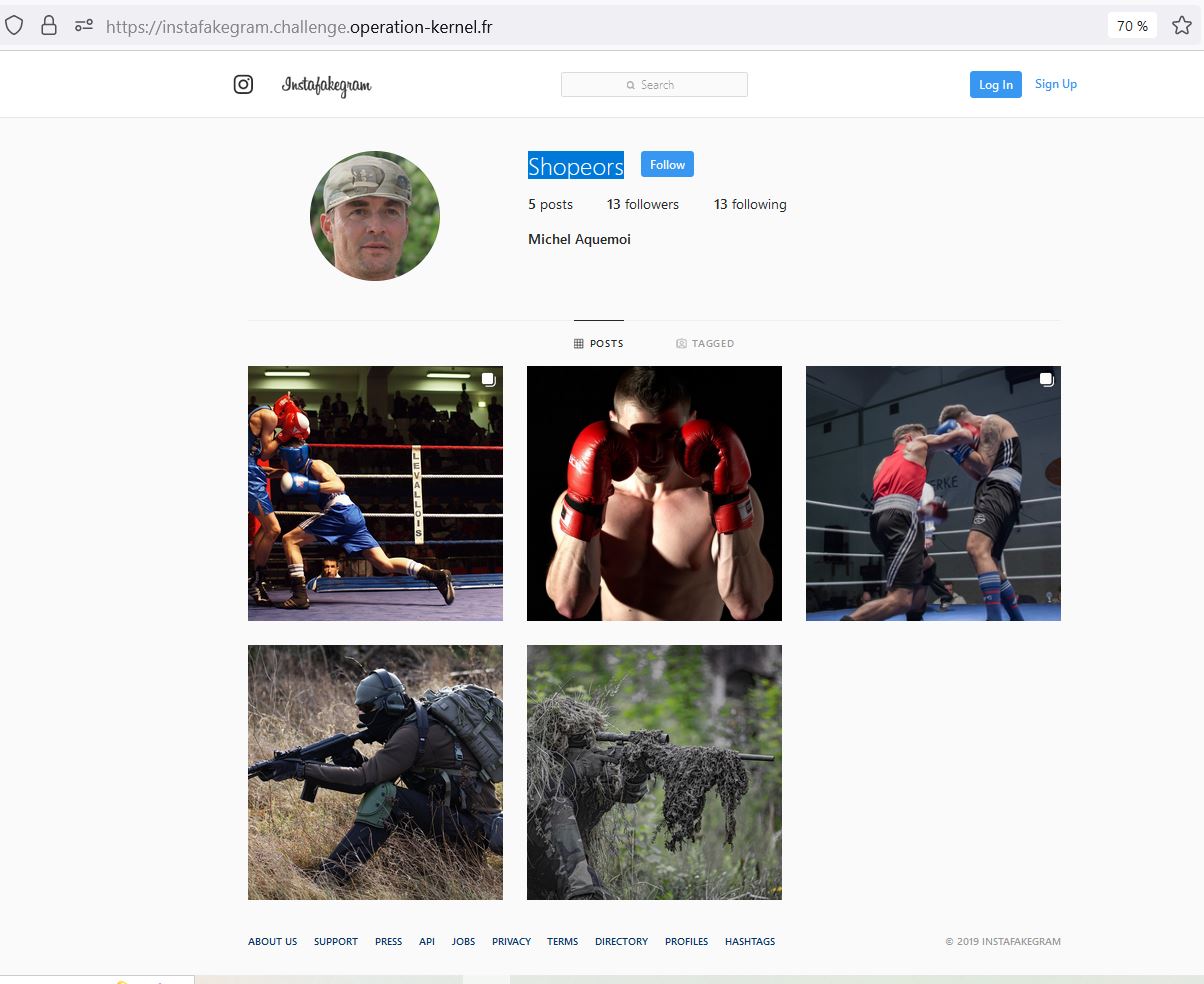 https://instafakegram.challenge.operation-kernel.fr
70 %
Instafakegram
Search
Log In
Sign Up
Shopeors
Follow
5 posts 13 followers 13 following
Michel Aquemoi
POSTS
TAGGED
LEVALLOIS
ERKE
ABOUT US SUPPORT PRESS API JOBS PRIVACY TERMS DIRECTORY PROFILES HASHTAGS
© 2019 INSTAFAKEGRAM